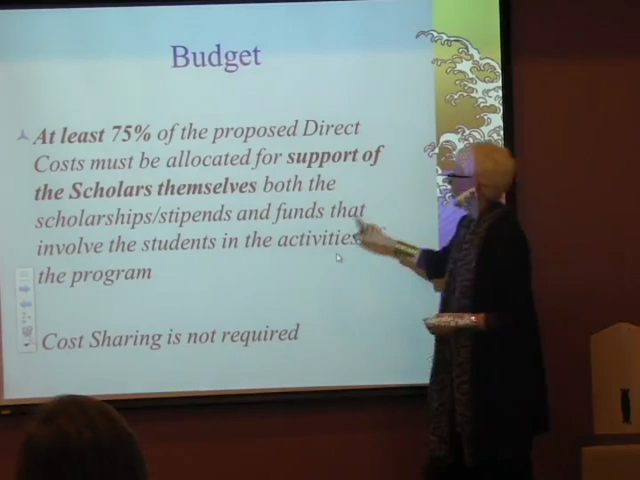 Budget
At least 75% of the proposed Direct
Costs must be allocated for support of
the Scholars themselves both the
scholarships/stipends and funds that
involve the students in the activities
the program
Cost Sharing is not required